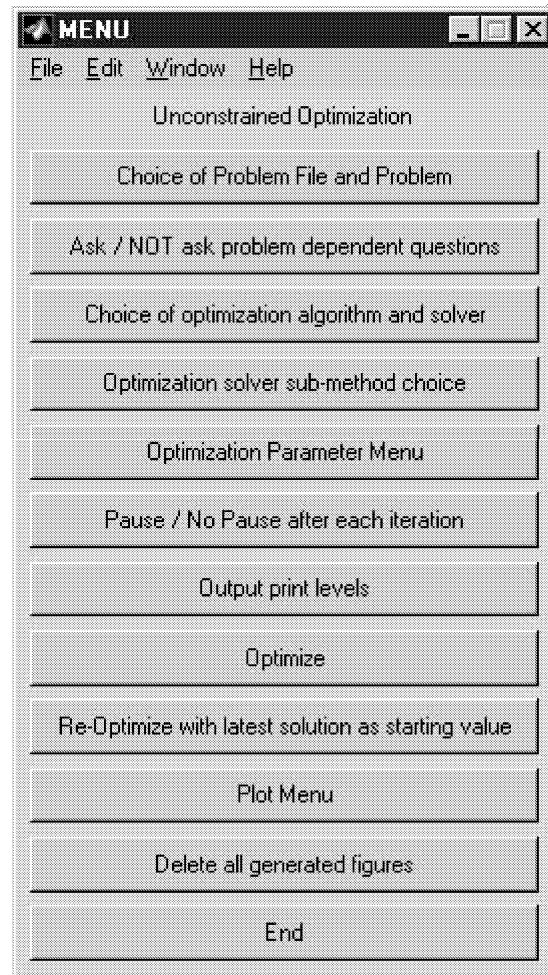 MENU
File Edit Window Help
Unconstrained Optimization
Choice of Problem File and Problem
Ask / NOT ask problem dependent questions
Choice of optimization algorithm and solver
Optimization solver sub-method choice
Optimization Parameter Menu
Pause / No Pause after each iteration
Output print levels
Optimize
Re-Optimize with latest solution as starting value
Plot Menu
Delete all generated figures
End